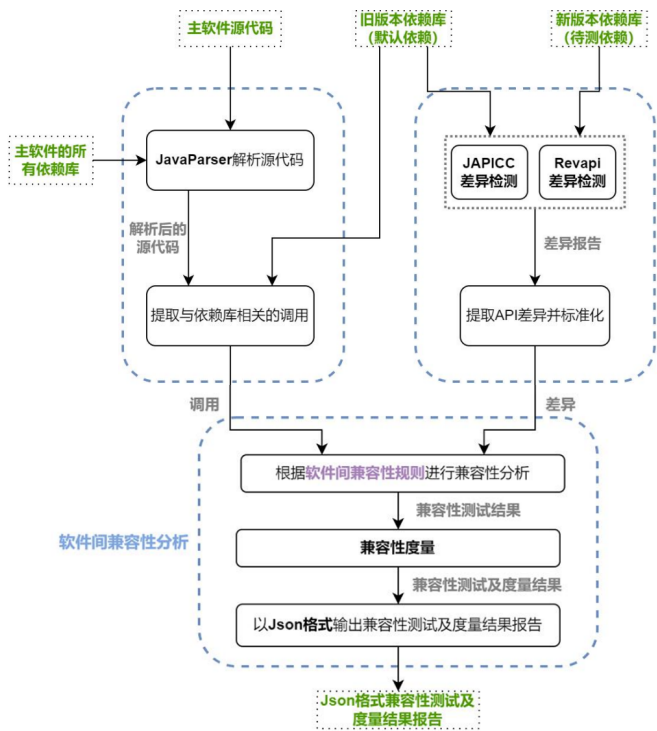 主软件源代码
旧版本依赖库
（默认依赖）
新版本依赖库
（待测依赖）
主软件的所
有依赖库
JavaParser解析源代码
JAPICC
差异检测
Revapi
差异检测
解析后的
源代码
差异报告
提取与依赖库相关的调用
提取API差异并标准化
调用
差异
根据软件间兼容性规则进行兼容性分析
兼容性测试结果
软件间兼容性分析
兼容性度量
兼容性测试及度量结果
以Json格式输出兼容性测试及度量结果报告
Json格式兼容性测试及
度量结果报告